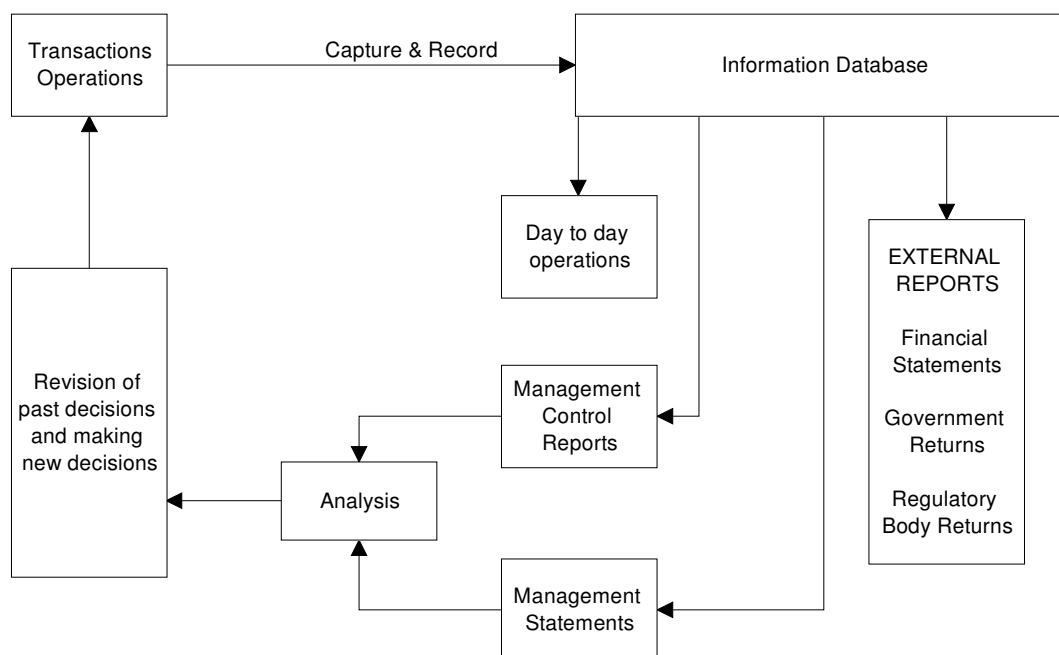 Transactions
Operations
Capture & Record
Information Database
Day to day
operations
EXTERNAL
REPORTS
Financial
Statements
Government
Returns
Regulatory
Body Returns
Revision of
past decisions
and making
new decisions
Management
Control
Reports
Analysis
Management
Statements